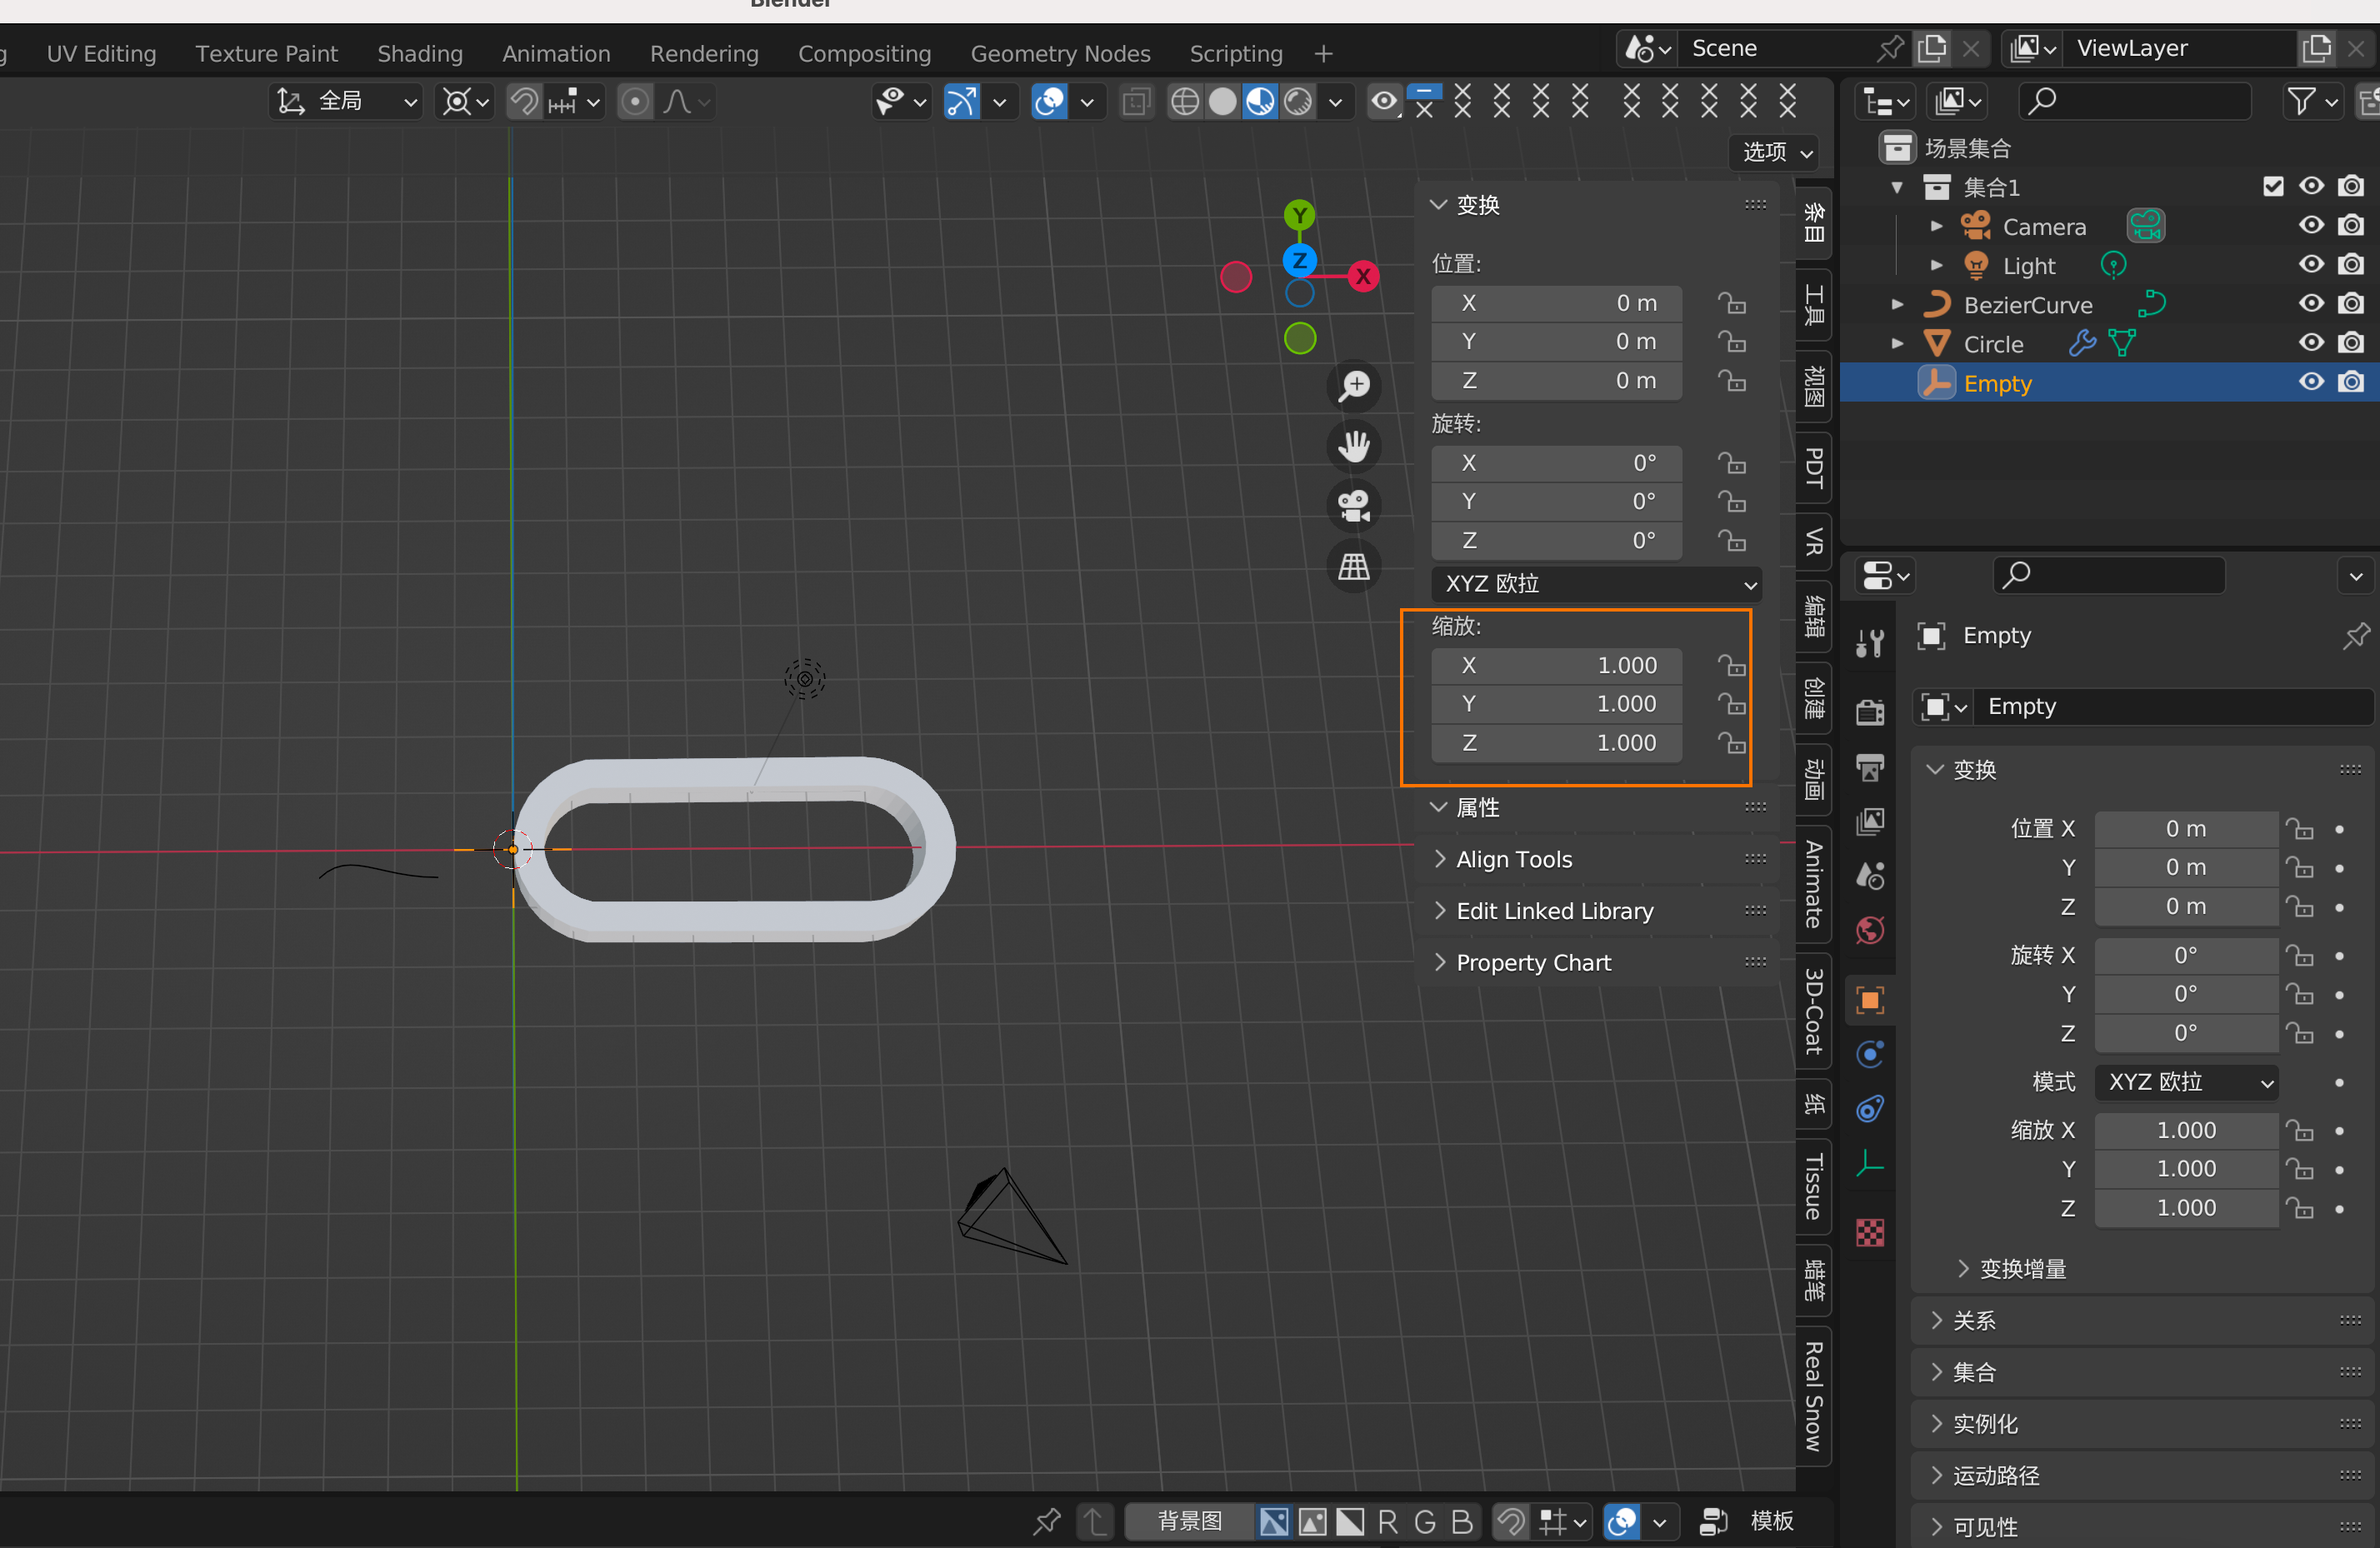 Blender
UV Editing Texture Paint Shading Animation Rendering Compositing Geometry Nodes Scripting +
Scene
ViewLayer
全局
选项
Y
Z
X
变换
位置:
X 0 m
Y 0 m
Z 0 m
旋转:
X 0°
Y 0°
Z 0°
XYZ 欧拉
缩放:
X 1.000
Y 1.000
Z 1.000
属性
Align Tools
Edit Linked Library
Property Chart
条目
工具
视图
PDT
VR
编辑
创建
动画
Animate
3D-Coat
纸
Tissue
蜡笔
Real Snow
场景集合
集合1
Camera
Light
BezierCurve
Circle
Empty
Empty
Empty
变换
位置 X 0 m
Y 0 m
Z 0 m
旋转 X 0°
Y 0°
Z 0°
模式 XYZ 欧拉
缩放 X 1.000
Y 1.000
Z 1.000
变换增量
关系
集合
实例化
运动路径
可见性
背景图
R G B
模板